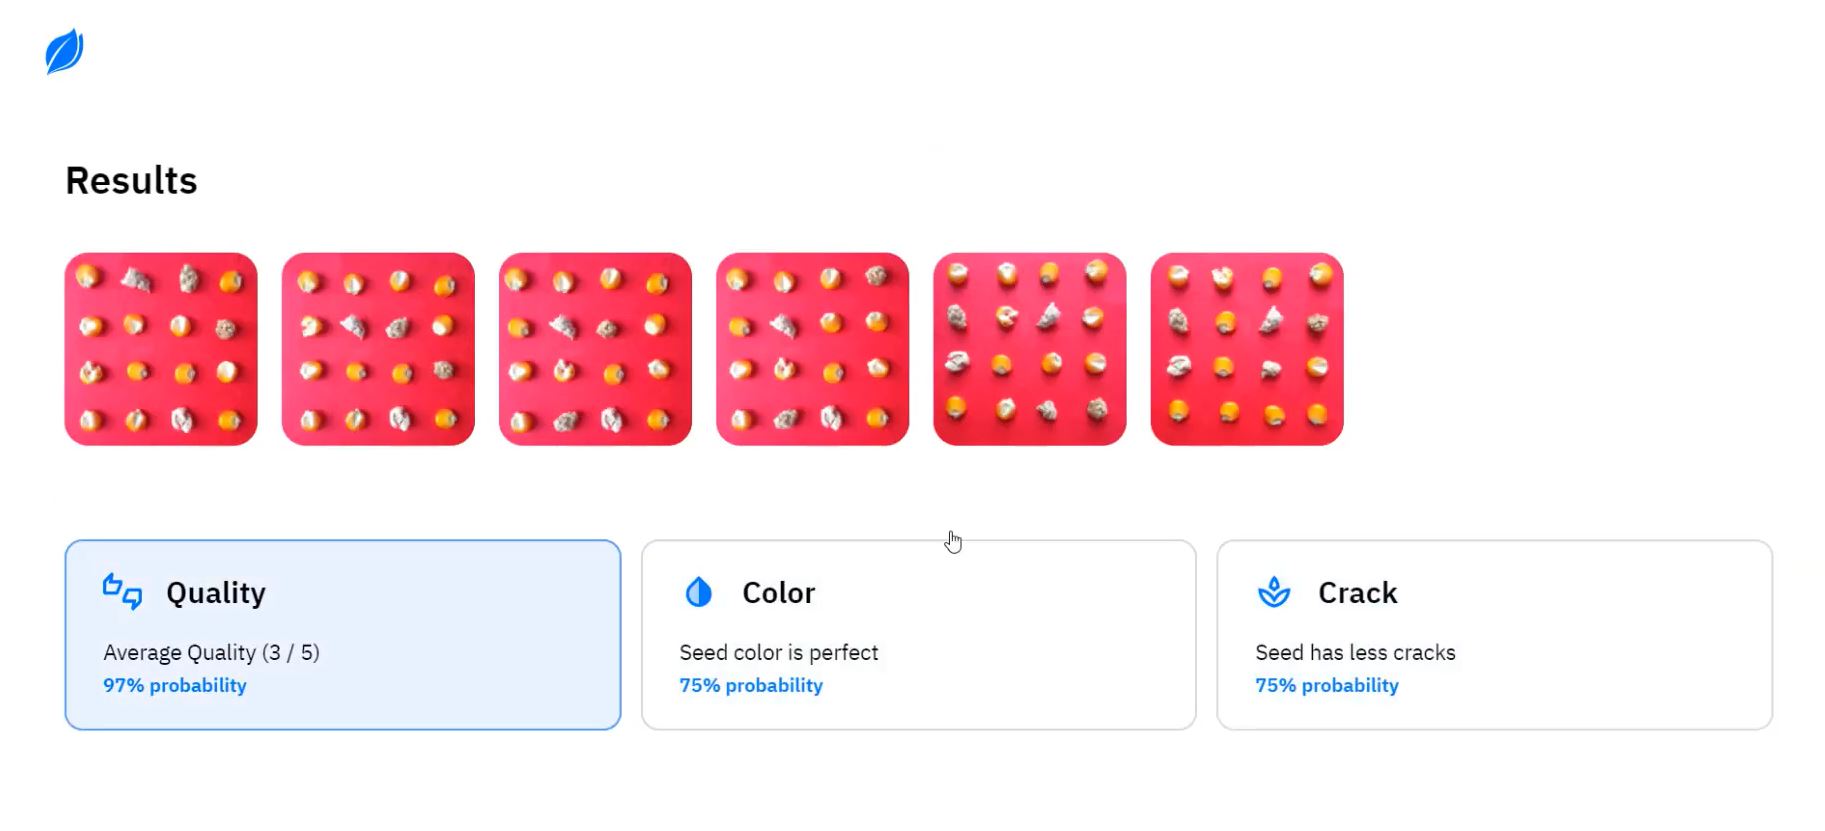 Results
Quality
Average Quality (3 / 5)
97% probability
Color
Seed color is perfect
75% probability
Crack
Seed has less cracks
75% probability